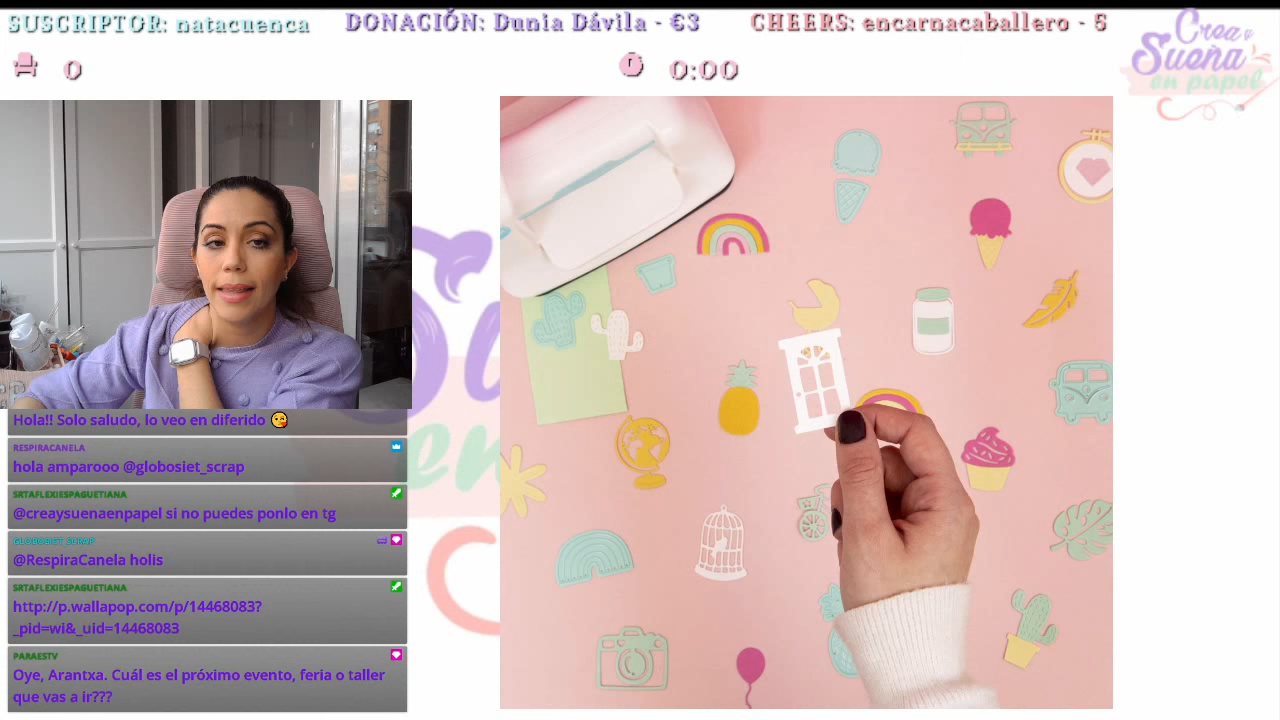 SUSCRIPTOR: natacuenca
DONACIÓN: Dunia Dávila - €3
CHEERS: encarnacaballero - 5
Crea y
Sueña
en papel
0
0:00
Hola!! Solo saludo, lo veo en diferido 😘
RESPIRACANELA
hola amparooo @globosiet_scrap
SRTAFLEXIESPAGUETIANA
@creaysuenaenpapel si no puedes ponlo en tg
GLOBOSIET_SCRAP
@RespiraCanela holis
SRTAFLEXIESPAGUETIANA
http://p.wallapop.com/p/14468083?
_pid=wi&_uid=14468083
PARAESTV
Oye, Arantxa. Cuál es el próximo evento, feria o taller
que vas a ir???